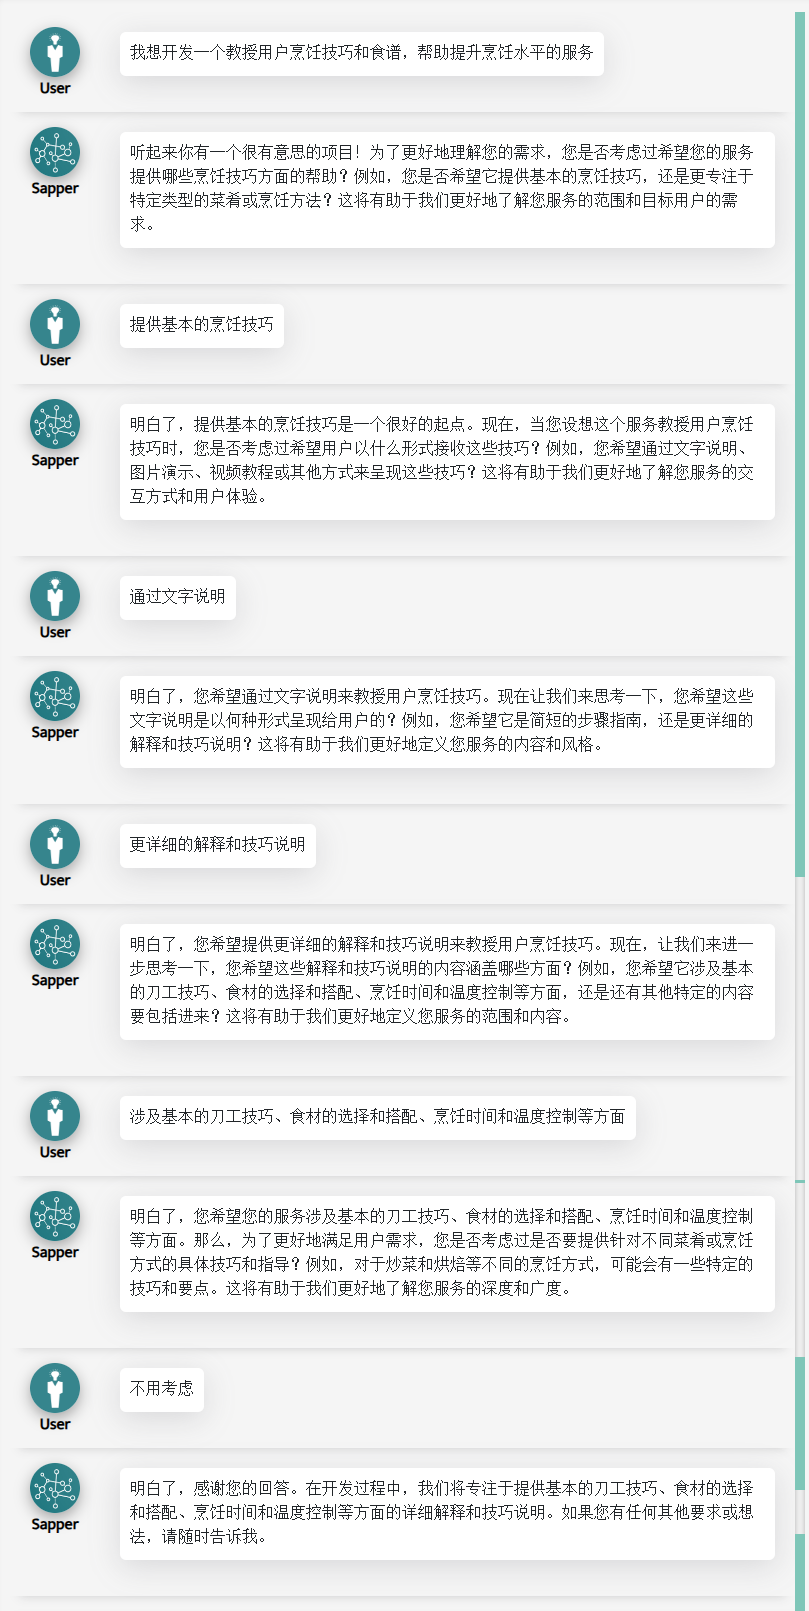 我想开发一个教授用户烹饪技巧和食谱，帮助提升烹饪水平的服务
User
听起来你有一个很有意思的项目！为了更好地理解您的需求，您是否考虑过希望您的服务
提供哪些烹饪技巧方面的帮助？例如，您是否希望它提供基本的烹饪技巧，还是更专注于
特定类型的菜肴或烹饪方法？这将有助于我们更好地了解您服务的范围和目标用户的需
求。
Sapper
提供基本的烹饪技巧
User
明白了，提供基本的烹饪技巧是一个很好的起点。现在，当您设想这个服务教授用户烹饪
技巧时，您是否考虑过希望用户以什么形式接收这些技巧？例如，您希望通过文字说明、
图片演示、视频教程或其他方式来呈现这些技巧？这将有助于我们更好地了解您服务的交
互方式和用户体验。
Sapper
通过文字说明
User
明白了，您希望通过文字说明来教授用户烹饪技巧。现在让我们来思考一下，您希望这些
文字说明是以何种形式呈现给用户的？例如，您希望它是简短的步骤指南，还是更详细的
解释和技巧说明？这将有助于我们更好地定义您服务的内容和风格。
Sapper
更详细的解释和技巧说明
User
明白了，您希望提供更详细的解释和技巧说明来教授用户烹饪技巧。现在，让我们来进一
步思考一下，您希望这些解释和技巧说明的内容涵盖哪些方面？例如，您希望它涉及基本
的刀工技巧、食材的选择和搭配、烹饪时间和温度控制等方面，还是还有其他特定的内容
要包括进来？这将有助于我们更好地定义您服务的范围和内容。
Sapper
涉及基本的刀工技巧、食材的选择和搭配、烹饪时间和温度控制等方面
User
明白了，您希望您的服务涉及基本的刀工技巧、食材的选择和搭配、烹饪时间和温度控制
等方面。那么，为了更好地满足用户需求，您是否考虑过是否要提供针对不同菜肴或烹饪
方式的具体技巧和指导？例如，对于炒菜和烘焙等不同的烹饪方式，可能会有一些特定的
技巧和要点。这将有助于我们更好地了解您服务的深度和广度。
Sapper
不用考虑
User
明白了，感谢您的回答。在开发过程中，我们将专注于提供基本的刀工技巧、食材的选择
和搭配、烹饪时间和温度控制等方面的详细解释和技巧说明。如果您有任何其他要求或想
法，请随时告诉我。
Sapper